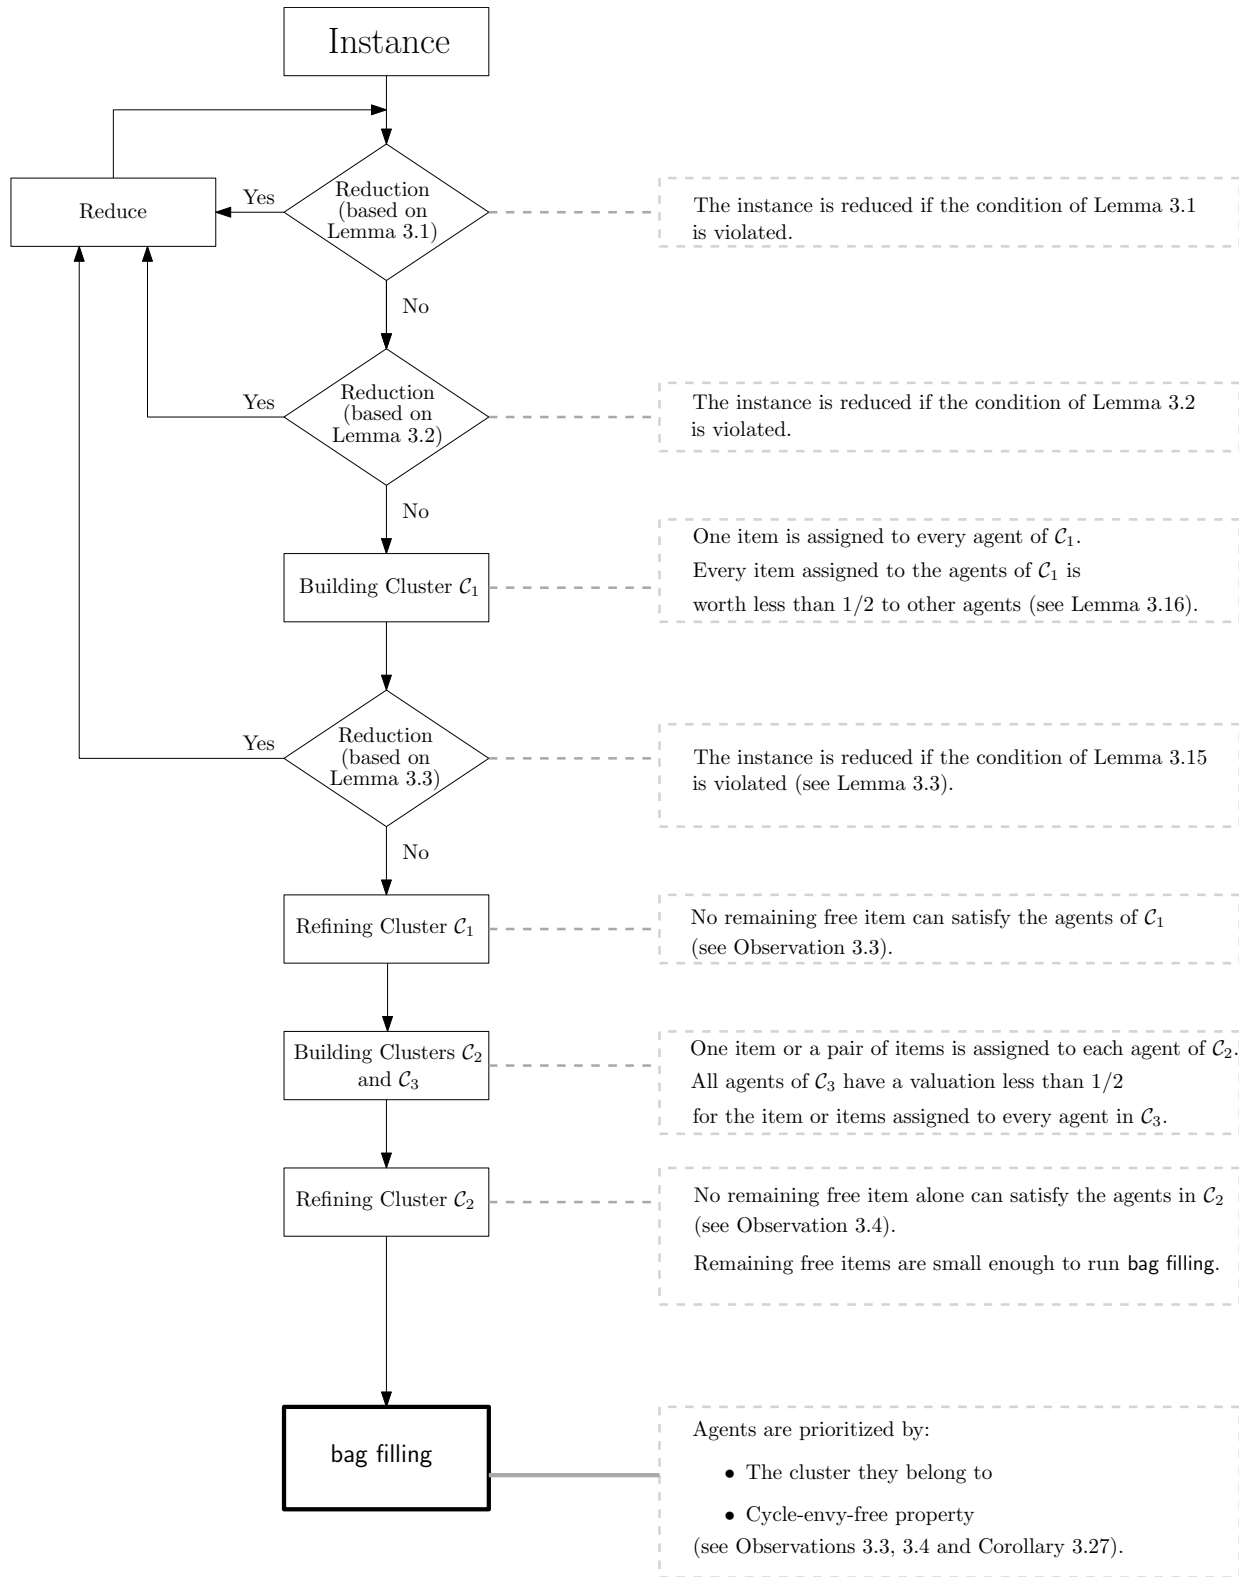 Instance
Reduce
Yes
Reduction
(based on
Lemma 3.1)
The instance is reduced if the condition of Lemma 3.1
is violated.
No
Yes
Reduction
(based on
Lemma 3.2)
The instance is reduced if the condition of Lemma 3.2
is violated.
No
Building Cluster 𝒞₁
One item is assigned to every agent of 𝒞₁.
Every item assigned to the agents of 𝒞₁ is
worth less than 1/2 to other agents (see Lemma 3.16).
Yes
Reduction
(based on
Lemma 3.3)
The instance is reduced if the condition of Lemma 3.15
is violated (see Lemma 3.3).
No
Refining Cluster 𝒞₁
No remaining free item can satisfy the agents of 𝒞₁
(see Observation 3.3).
Building Clusters 𝒞₂
and 𝒞₃
One item or a pair of items is assigned to each agent of 𝒞₂.
All agents of 𝒞₃ have a valuation less than 1/2
for the item or items assigned to every agent in 𝒞₃.
Refining Cluster 𝒞₂
No remaining free item alone can satisfy the agents in 𝒞₂
(see Observation 3.4).
Remaining free items are small enough to run bag filling.
bag filling
Agents are prioritized by:
• The cluster they belong to
• Cycle-envy-free property
(see Observations 3.3, 3.4 and Corollary 3.27).